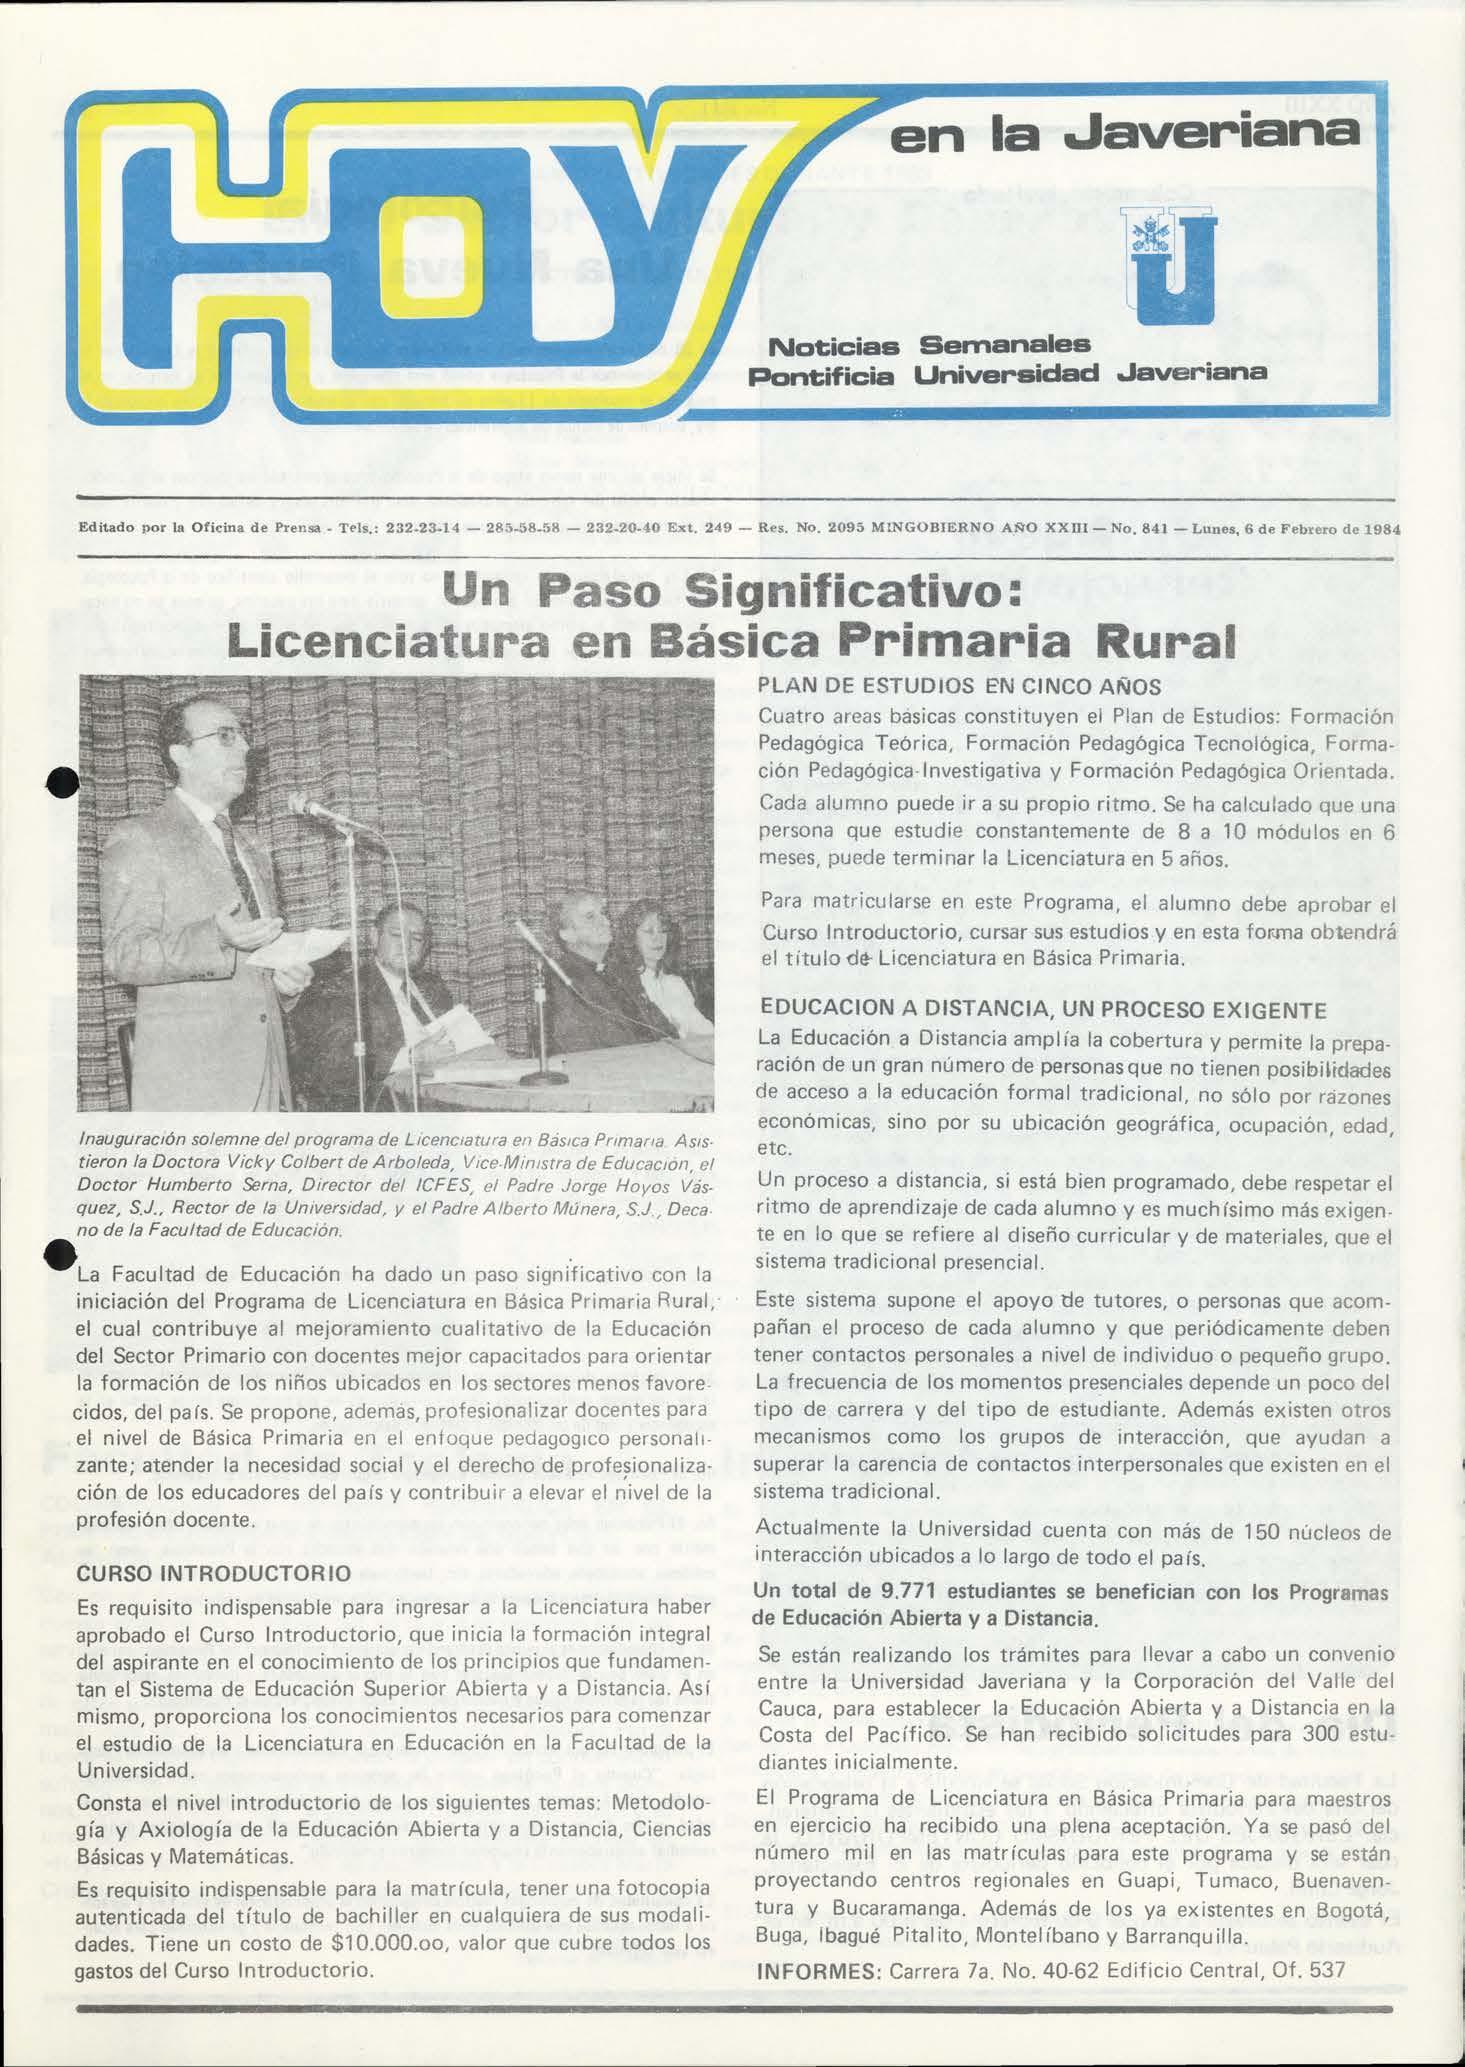 HOY
en la Javeriana
Noticias Semanales
Pontificia Universidad Javeriana
Editado por la Oficina de Prensa - Tels.: 232-23-14 — 285-58-58 — 232-20-40 Ext. 249 — Res. No. 2095 MINGOBIERNO AÑO XXIII — No. 841 — Lunes, 6 de Febrero de 1984
Un Paso Significativo:
Licenciatura en Básica Primaria Rural
Inauguración solemne del programa de Licenciatura en Básica Primaria. Asis-
tieron la Doctora Vicky Colbert de Arboleda, Vice-Ministra de Educación, el
Doctor Humberto Serna, Director del ICFES, el Padre Jorge Hoyos Vás-
quez, S.J., Rector de la Universidad, y el Padre Alberto Múnera, S.J., Deca-
no de la Facultad de Educación.
La Facultad de Educación ha dado un paso significativo con la
iniciación del Programa de Licenciatura en Básica Primaria Rural,
el cual contribuye al mejoramiento cualitativo de la Educación
del Sector Primario con docentes mejor capacitados para orientar
la formación de los niños ubicados en los sectores menos favore-
cidos, del país. Se propone, además, profesionalizar docentes para
el nivel de Básica Primaria en el enfoque pedagogico personali-
zante; atender la necesidad social y el derecho de profesionaliza-
ción de los educadores del país y contribuir a elevar el nivel de la
profesión docente.
CURSO INTRODUCTORIO
Es requisito indispensable para ingresar a la Licenciatura haber
aprobado el Curso Introductorio, que inicia la formación integral
del aspirante en el conocimiento de los principios que fundamen-
tan el Sistema de Educación Superior Abierta y a Distancia. Así
mismo, proporciona los conocimientos necesarios para comenzar
el estudio de la Licenciatura en Educación en la Facultad de la
Universidad.
Consta el nivel introductorio de los siguientes temas: Metodolo-
gía y Axiología de la Educación Abierta y a Distancia, Ciencias
Básicas y Matemáticas.
Es requisito indispensable para la matrícula, tener una fotocopia
autenticada del título de bachiller en cualquiera de sus modali-
dades. Tiene un costo de $10.000.oo, valor que cubre todos los
gastos del Curso Introductorio.
PLAN DE ESTUDIOS EN CINCO AÑOS
Cuatro areas básicas constituyen el Plan de Estudios: Formación
Pedagógica Teórica, Formación Pedagógica Tecnológica, Forma-
ción Pedagógica-Investigativa y Formación Pedagógica Orientada.
Cada alumno puede ir a su propio ritmo. Se ha calculado que una
persona que estudie constantemente de 8 a 10 módulos en 6
meses, puede terminar la Licenciatura en 5 años.
Para matricularse en este Programa, el alumno debe aprobar el
Curso Introductorio, cursar sus estudios y en esta forma obtendrá
el título de Licenciatura en Básica Primaria.
EDUCACION A DISTANCIA, UN PROCESO EXIGENTE
La Educación a Distancia amplía la cobertura y permite la prepa-
ración de un gran número de personas que no tienen posibilidades
de acceso a la educación formal tradicional, no sólo por razones
económicas, sino por su ubicación geográfica, ocupación, edad,
etc.
Un proceso a distancia, si está bien programado, debe respetar el
ritmo de aprendizaje de cada alumno y es muchísimo más exigen-
te en lo que se refiere al diseño curricular y de materiales, que el
sistema tradicional presencial.
Este sistema supone el apoyo de tutores, o personas que acom-
pañan el proceso de cada alumno y que periódicamente deben
tener contactos personales a nivel de individuo o pequeño grupo.
La frecuencia de los momentos presenciales depende un poco del
tipo de carrera y del tipo de estudiante. Además existen otros
mecanismos como los grupos de interacción, que ayudan a
superar la carencia de contactos interpersonales que existen en el
sistema tradicional.
Actualmente la Universidad cuenta con más de 150 núcleos de
interacción ubicados a lo largo de todo el país.
Un total de 9.771 estudiantes se benefician con los Programas
de Educación Abierta y a Distancia.
Se están realizando los trámites para llevar a cabo un convenio
entre la Universidad Javeriana y la Corporación del Valle del
Cauca, para establecer la Educación Abierta y a Distancia en la
Costa del Pacífico. Se han recibido solicitudes para 300 estu-
diantes inicialmente.
El Programa de Licenciatura en Básica Primaria para maestros
en ejercicio ha recibido una plena aceptación. Ya se pasó del
número mil en las matrículas para este programa y se están
proyectando centros regionales en Guapi, Tumaco, Buenaven-
tura y Bucaramanga. Además de los ya existentes en Bogotá,
Buga, Ibagué Pitalito, Montelíbano y Barranquilla.
INFORMES: Carrera 7a. No. 40-62 Edificio Central, Of. 537